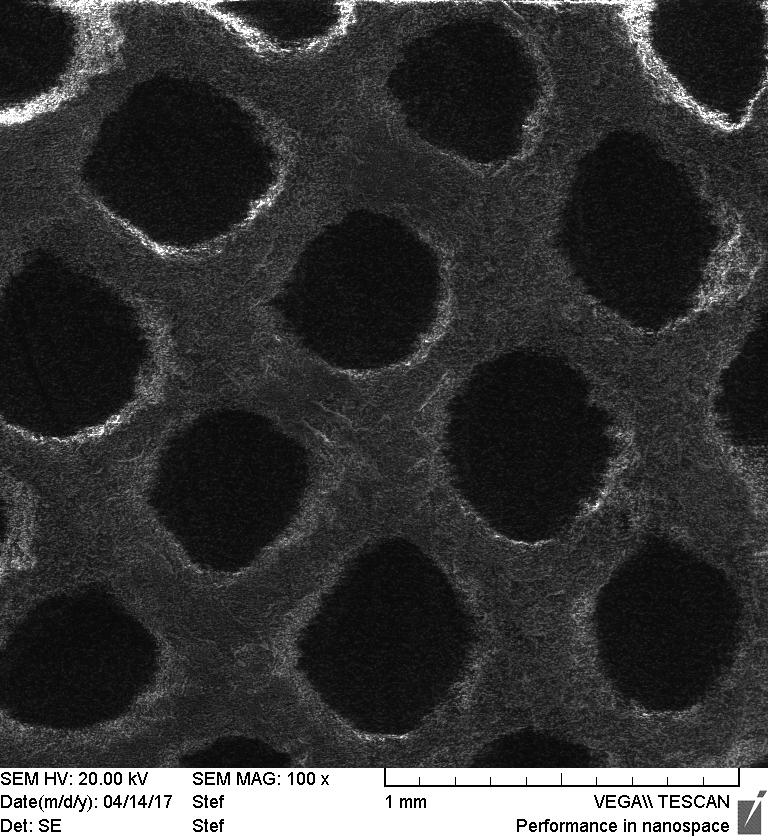 SEM HV: 20.00 kV SEM MAG: 100 x
Date(m/d/y): 04/14/17 Stef 1 mm VEGA\\ TESCAN
Det: SE Stef Performance in nanospace